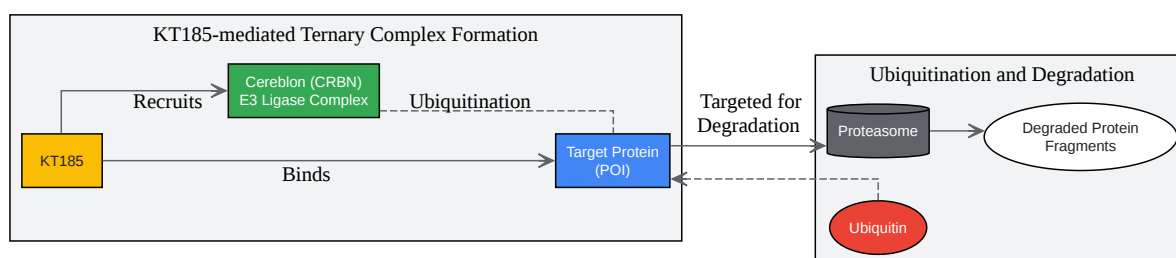 KT185-mediated Ternary Complex Formation
Cereblon (CRBN)
E3 Ligase Complex
Recruits
Ubiquitination
KT185
Binds
Target Protein
(POI)
Targeted for
Degradation
Ubiquitination and Degradation
Proteasome
Degraded Protein
Fragments
Ubiquitin